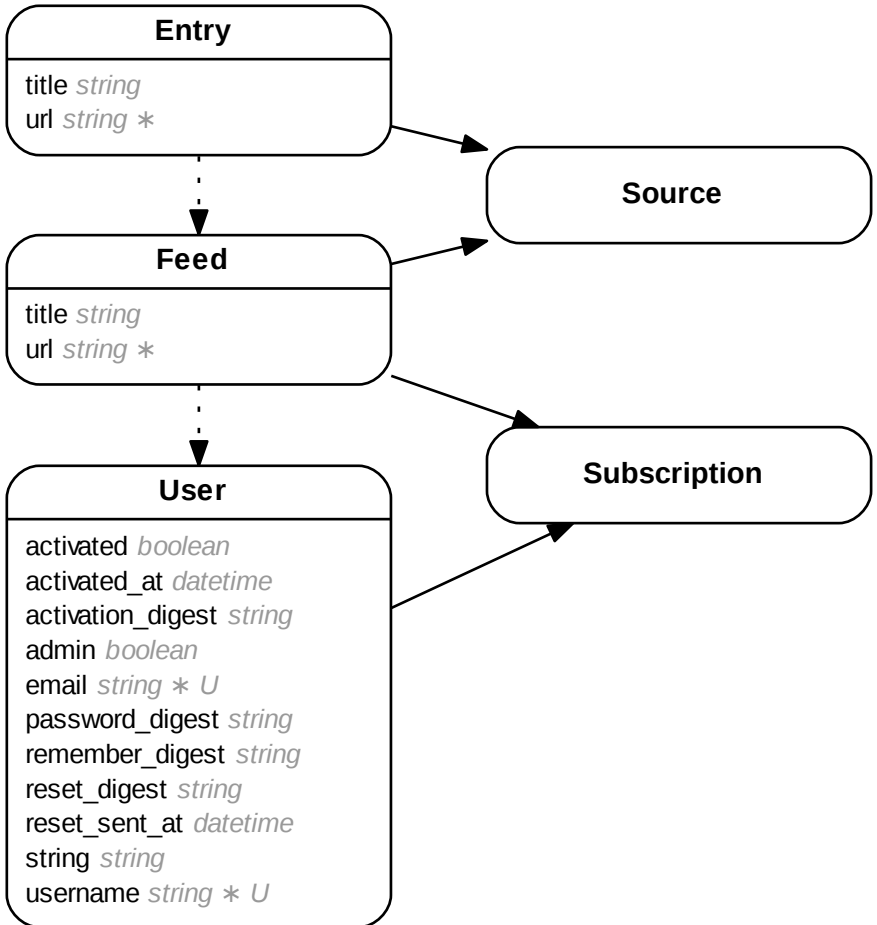 Entry
title string
url string ∗
Source
Feed
title string
url string ∗
Subscription
User
activated boolean
activated_at datetime
activation_digest string
admin boolean
email string ∗ U
password_digest string
remember_digest string
reset_digest string
reset_sent_at datetime
string string
username string ∗ U